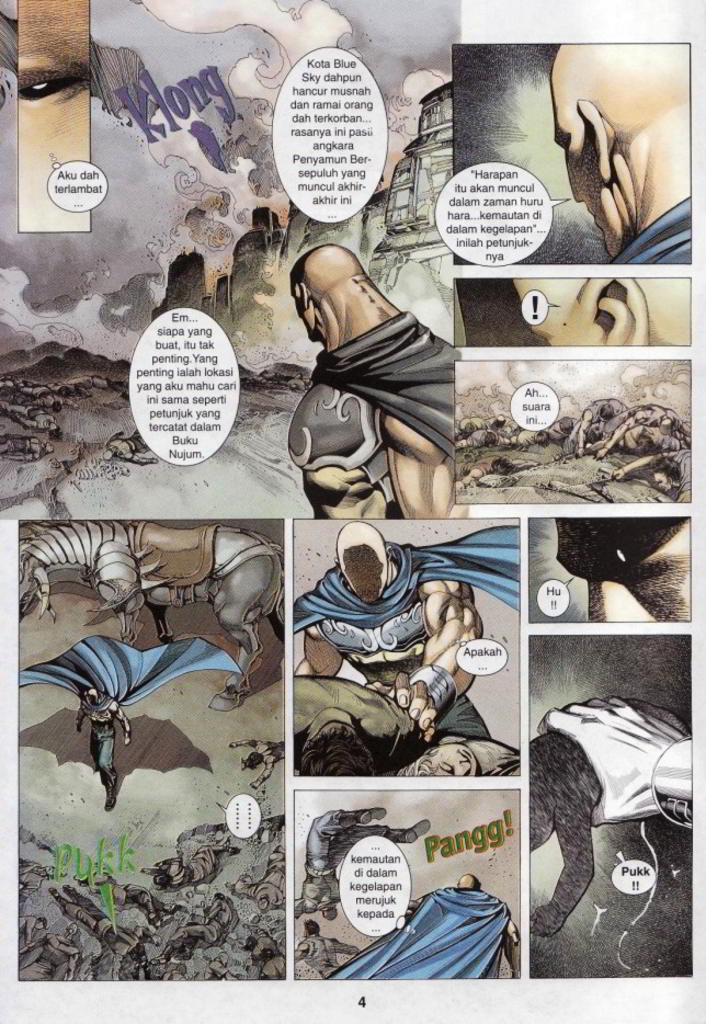 Aku dah
terlambat
...
Klong
Kota Blue
Sky dahpun
hancur musnah
dan ramai orang
dah terkorban...
rasanya ini pasti
angkara
Penyamun Ber-
sepuluh yang
muncul akhir-
akhir ini
...
Em...
siapa yang
buat, itu tak
penting.Yang
penting ialah lokasi
yang aku mahu cari
ini sama seperti
petunjuk yang
tercatat dalam
Buku
Nujum.
"Harapan
itu akan muncul
dalam zaman huru
hara...kemautan di
dalam kegelapan"...
inilah petunjuk-
nya
!
Ah...
suara
ini...
......
Pukk
Apakah
...
Hu
!!
Pangg!
kemautan
di dalam
kegelapan
merujuk
kepada
...
Pukk
!!
4